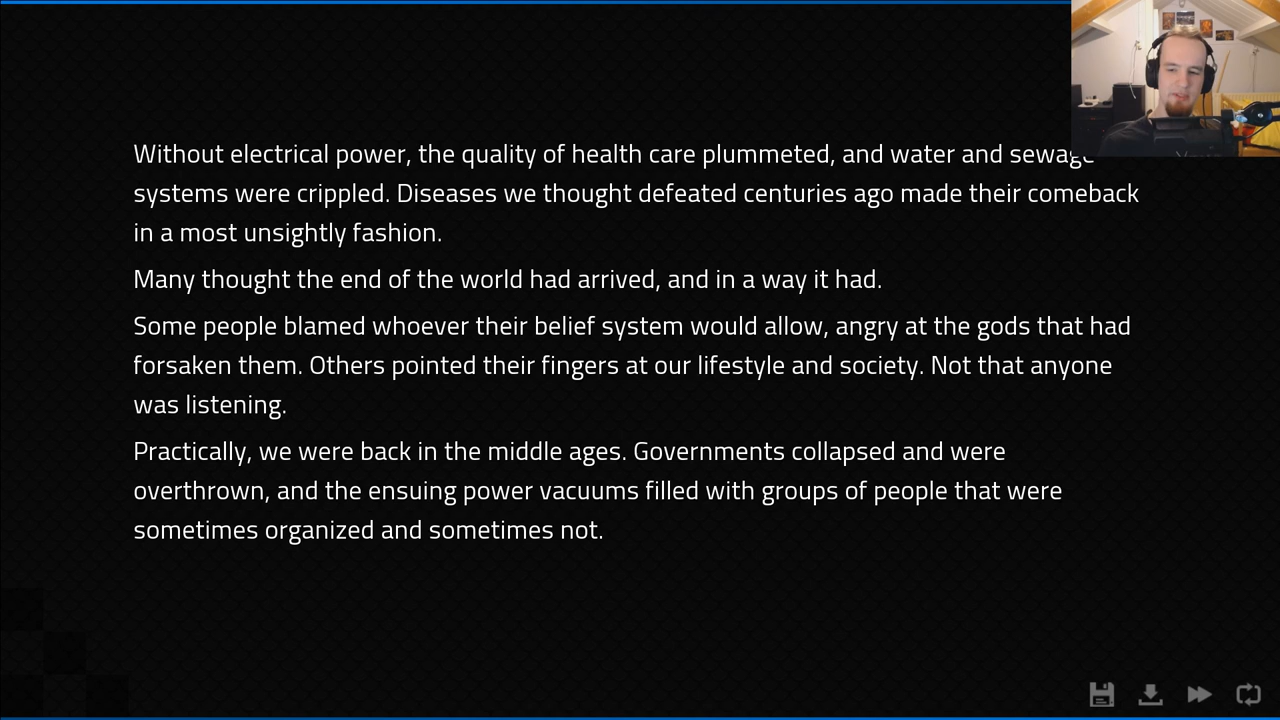 Without electrical power, the quality of health care plummeted, and water and sewage
systems were crippled. Diseases we thought defeated centuries ago made their comeback
in a most unsightly fashion.
Many thought the end of the world had arrived, and in a way it had.
Some people blamed whoever their belief system would allow, angry at the gods that had
forsaken them. Others pointed their fingers at our lifestyle and society. Not that anyone
was listening.
Practically, we were back in the middle ages. Governments collapsed and were
overthrown, and the ensuing power vacuums filled with groups of people that were
sometimes organized and sometimes not.